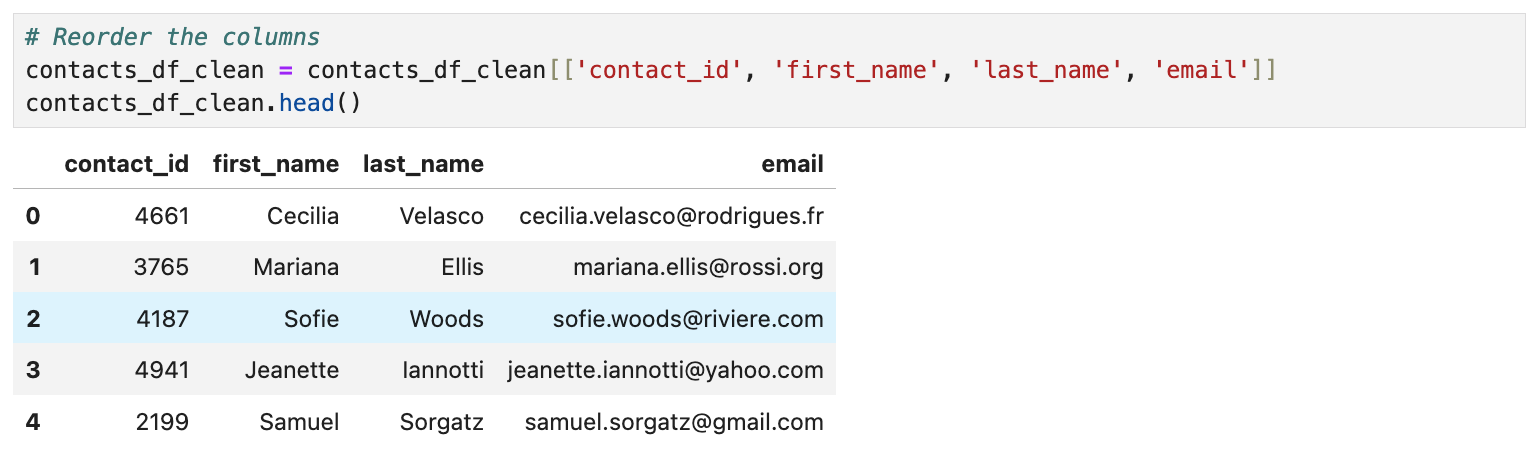 # Reorder the columns
contacts_df_clean = contacts_df_clean[['contact_id', 'first_name', 'last_name', 'email']]
contacts_df_clean.head()
contact_id first_name last_name email
0 4661 Cecilia Velasco cecilia.velasco@rodrigues.fr
1 3765 Mariana Ellis mariana.ellis@rossi.org
2 4187 Sofie Woods sofie.woods@riviere.com
3 4941 Jeanette Iannotti jeanette.iannotti@yahoo.com
4 2199 Samuel Sorgatz samuel.sorgatz@gmail.com